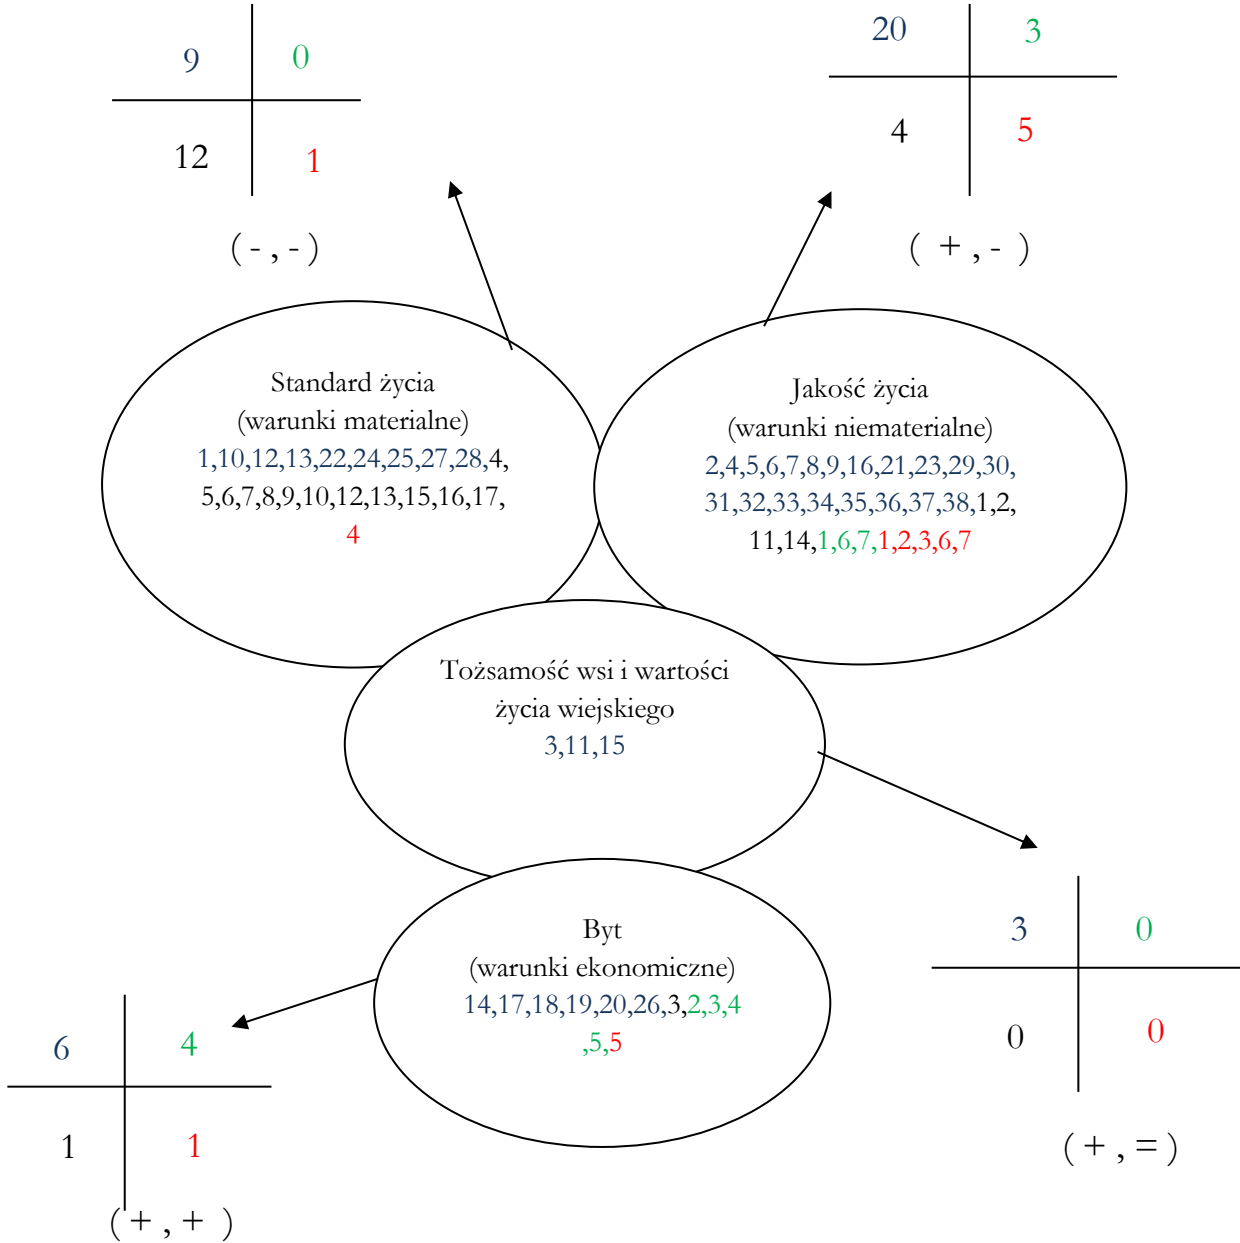 9 0
12 1
( - , - )
20 3
4 5
( + , - )
Standard życia
(warunki materialne)
1,10,12,13,22,24,25,27,28,4,
5,6,7,8,9,10,12,13,15,16,17,
4
Jakość życia
(warunki niematerialne)
2,4,5,6,7,8,9,16,21,23,29,30,
31,32,33,34,35,36,37,38,1,2,
11,14,1,6,7,1,2,3,6,7
Tożsamość wsi i wartości
życia wiejskiego
3,11,15
3 0
0 0
( + , = )
Byt
(warunki ekonomiczne)
14,17,18,19,20,26,3,2,3,4
,5,5
6 4
1 1
( + , + )